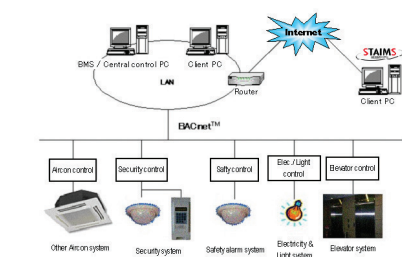 Internet
STAIMS
BMS / Central control PC
Client PC
LAN
Router
Client PC
BACnet™
Aircon control
Security control
Safty control
Elec. / Light
control
Elevator control
Other Aircon system
Security system
Safety alarm system
Electricity &
Light system
Elevator system